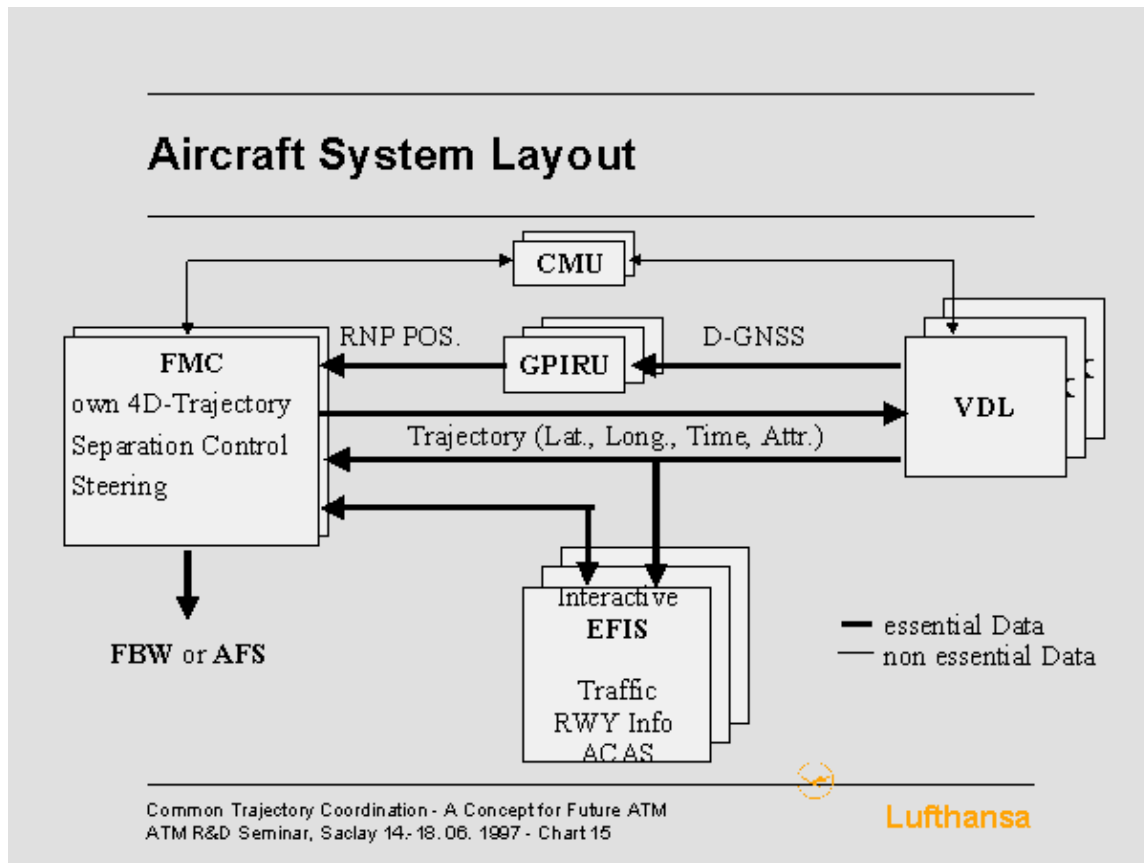 Aircraft System Layout
CMU
RNP POS.
D-GNSS
FMC
own 4D-Trajectory
Separation Control
Steering
GPIRU
VDL
Trajectory (Lat., Long., Time, Attr.)
Interactive
EFIS
Traffic
RWY Info
ACAS
FBW or AFS
essential Data
non essential Data
Common Trajectory Coordination - A Concept for Future ATM
ATM R&D Seminar, Saclay 14.-18. 06. 1997 - Chart 15
Lufthansa